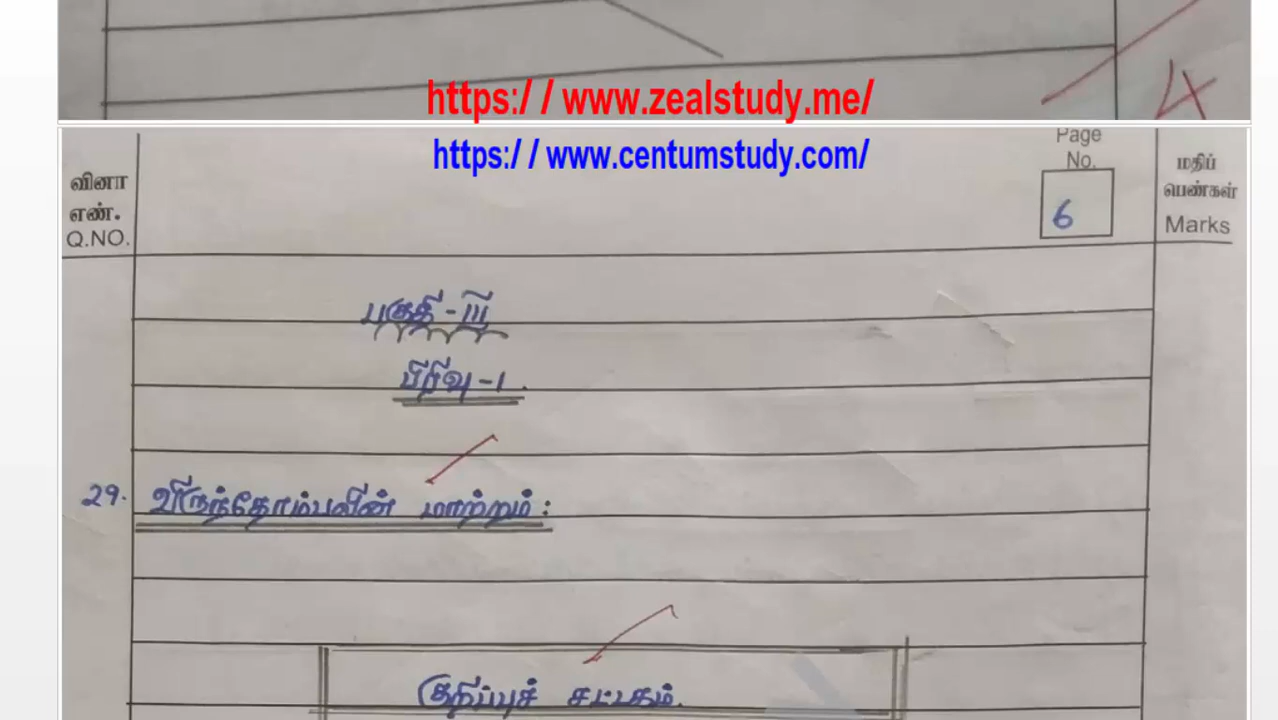 4
https:/ / www.zealstudy.me/
https:/ / www.centumstudy.com/
Page
No.
6
வினா
எண்.
Q.NO.
மதிப்
பெண்கள்
Marks
பகுதி - III
பிரிவு - 1.
29. விருந்தோம்பலின் மாற்றும் :
குறிப்புச் சட்டகம்.